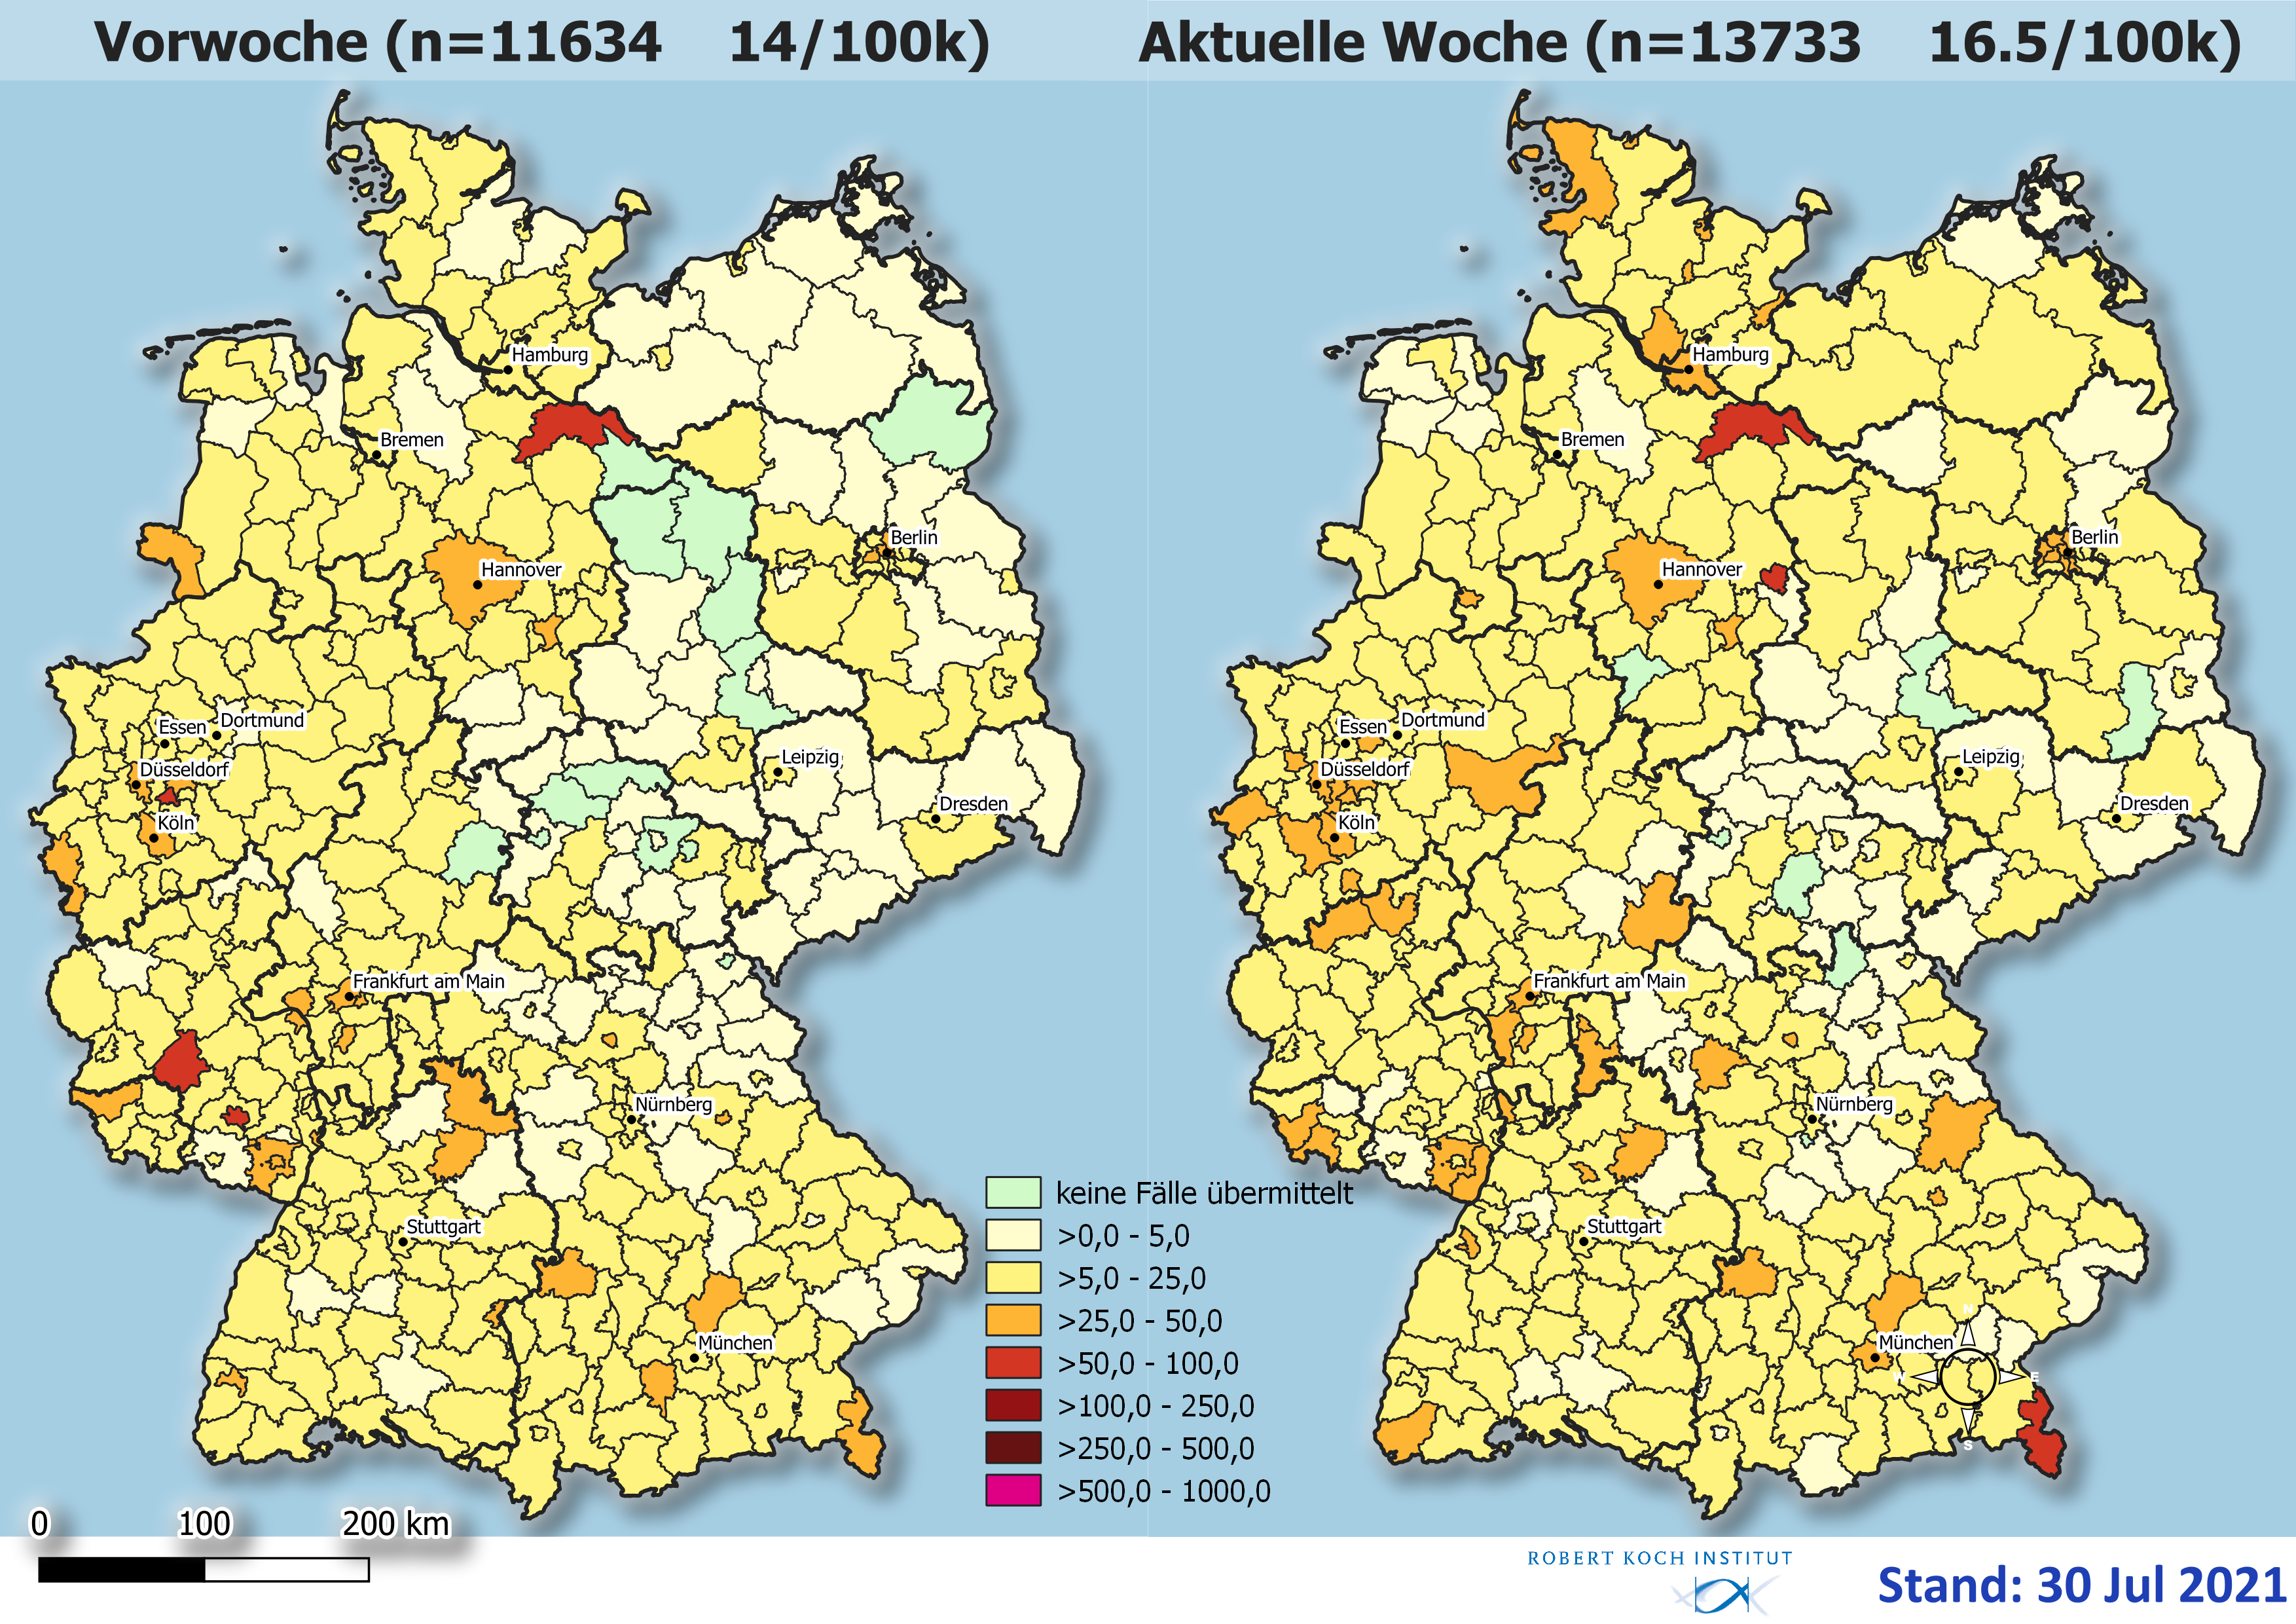 Vorwoche (n=11634 14/100k)
Aktuelle Woche (n=13733 16.5/100k)
Hamburg
Bremen
Berlin
Hannover
Essen
Dortmund
Düsseldorf
Leipzig
Köln
Dresden
Frankfurt am Main
Nürnberg
Stuttgart
München
Hamburg
Bremen
Berlin
Hannover
Essen
Dortmund
Düsseldorf
Leipzig
Köln
Dresden
Frankfurt am Main
Nürnberg
Stuttgart
München
N
W
E
S
keine Fälle übermittelt
>0,0 - 5,0
>5,0 - 25,0
>25,0 - 50,0
>50,0 - 100,0
>100,0 - 250,0
>250,0 - 500,0
>500,0 - 1000,0
0 100 200 km
ROBERT KOCH INSTITUT
Stand: 30 Jul 2021